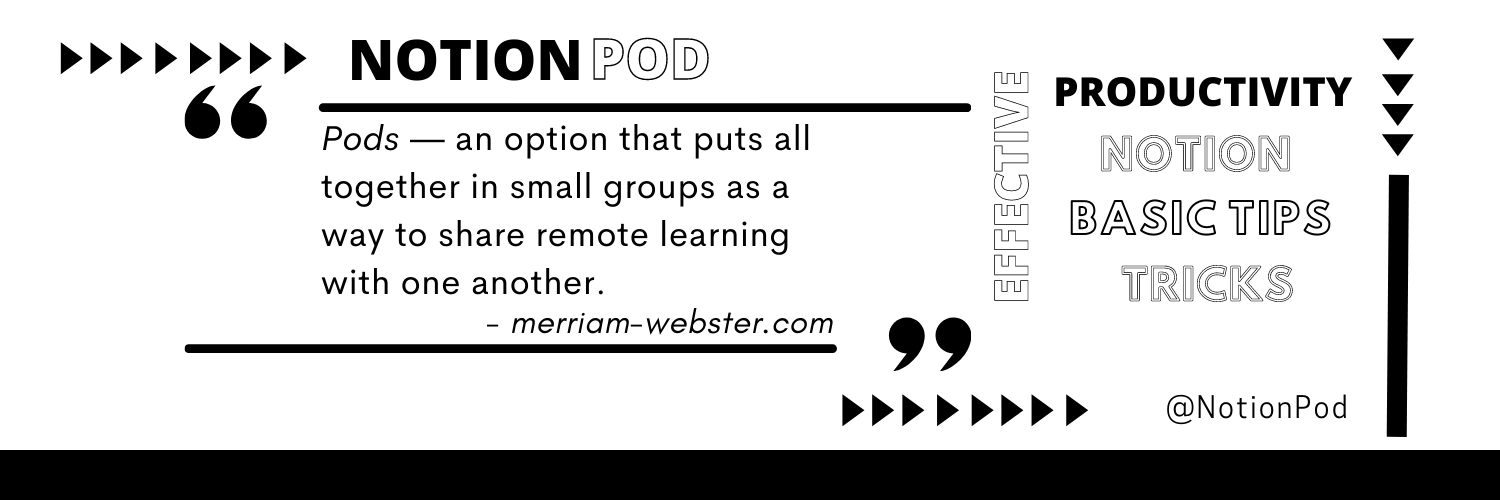 NOTION POD
Pods — an option that puts all
together in small groups as a
way to share remote learning
with one another.
- merriam-webster.com
EFFECTIVE
PRODUCTIVITY
NOTION
BASIC TIPS
TRICKS
@NotionPod